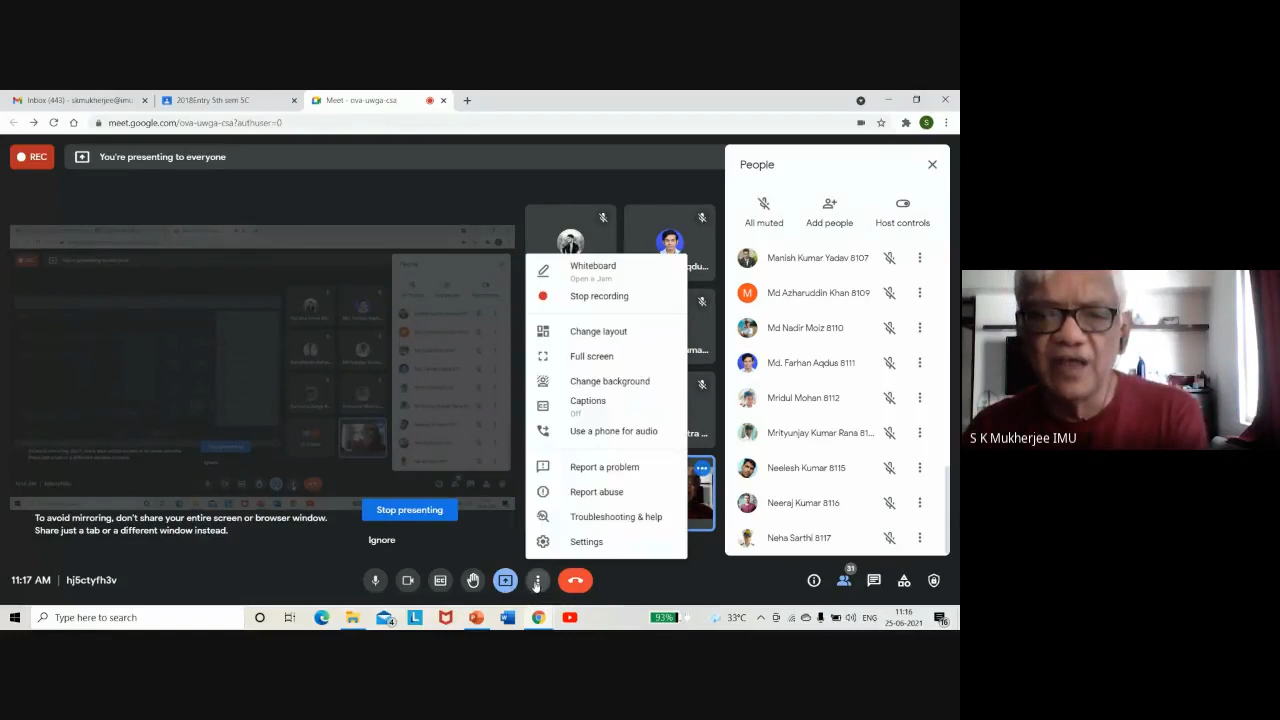 Inbox (443) - skmukherjee@imu
2018Entry 5th sem SC
Meet - ova-uwga-csa
meet.google.com/ova-uwga-csa?authuser=0
S
REC
You're presenting to everyone
People
All muted
Add people
Host controls
Manish Kumar Yadav 8107
M
Md Azharuddin Khan 8109
Md Nadir Moiz 8110
Md. Farhan Aqdus 8111
Mridul Mohan 8112
Mrityunjay Kumar Rana 81...
Neelesh Kumar 8115
Neeraj Kumar 8116
Neha Sarthi 8117
Whiteboard
Open a Jam
Stop recording
Change layout
Full screen
Change background
Captions
Off
Use a phone for audio
Report a problem
Report abuse
Troubleshooting & help
Settings
To avoid mirroring, don't share your entire screen or browser window.
Share just a tab or a different window instead.
Stop presenting
Ignore
11:17 AM | hj5ctyfh3v
31
Type here to search
93%
33°C
ENG
11:16
25-06-2021
S K Mukherjee IMU